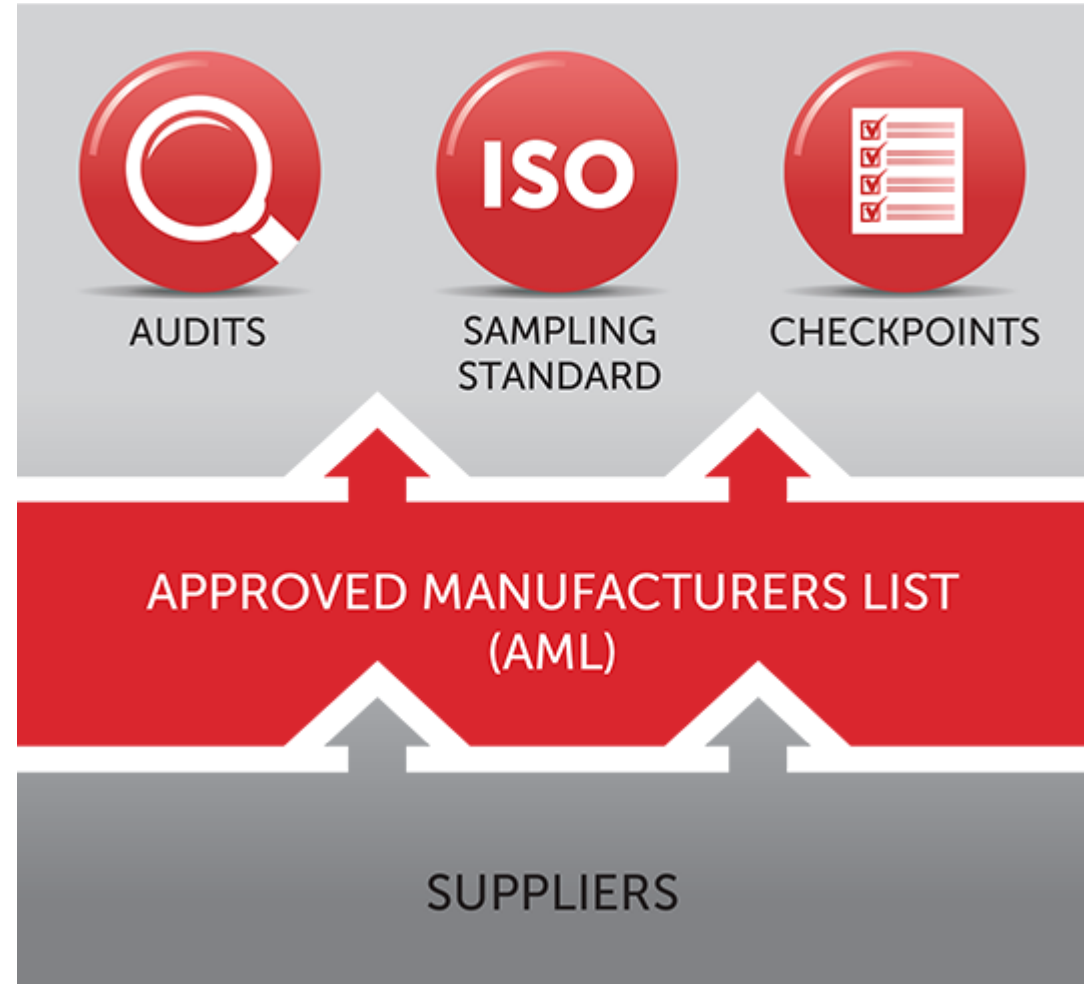 ISO
AUDITS
SAMPLING
STANDARD
CHECKPOINTS
APPROVED MANUFACTURERS LIST
(AML)
SUPPLIERS